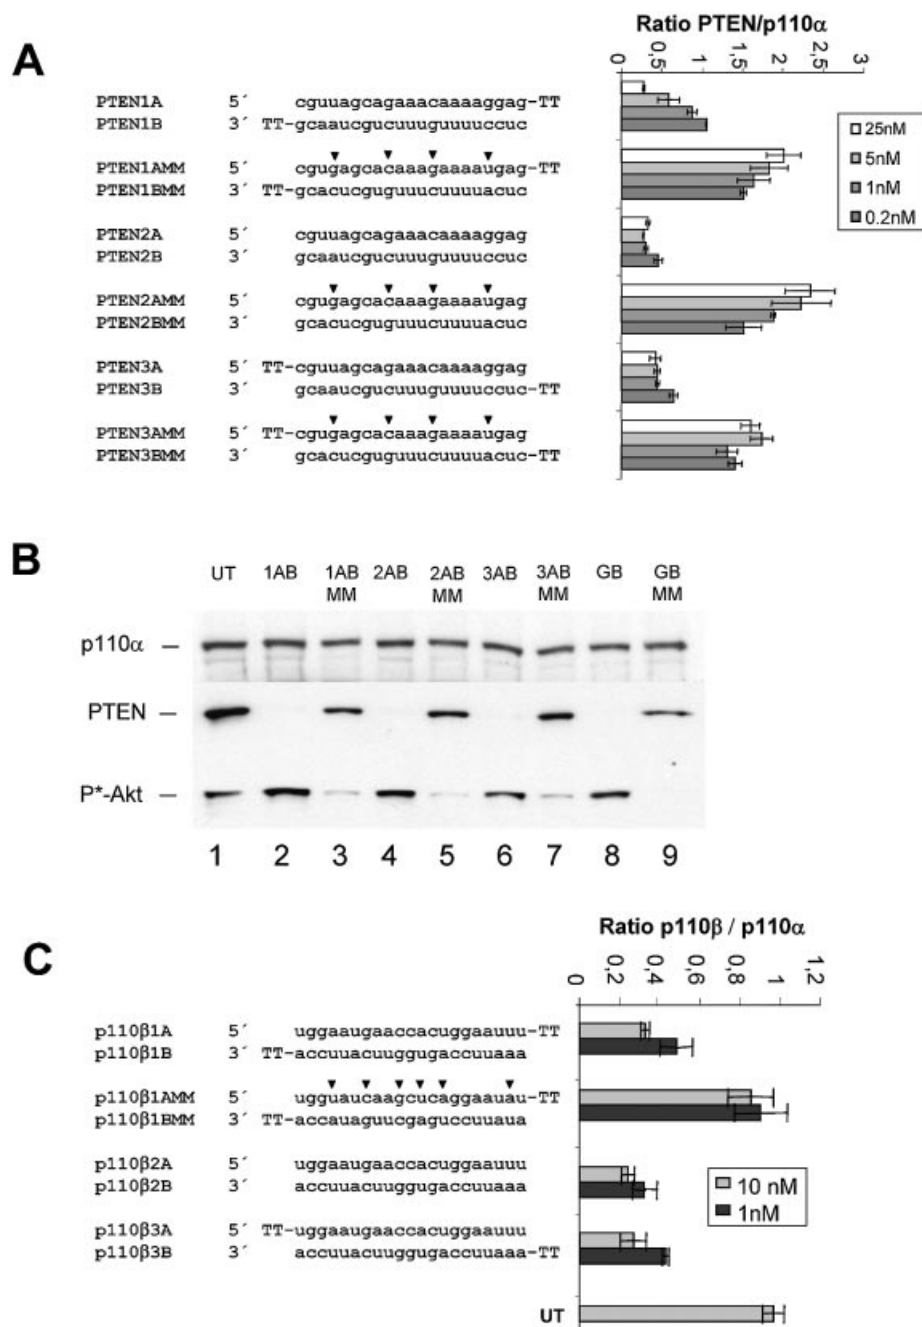 A
Ratio PTEN/p110α
0 0,5 1 1,5 2 2,5 3
PTEN1A 5´ cguuagcagaaacaaaaggag-TT
PTEN1B 3´ TT-gcaaucgucuuuguuuuccuc
PTEN1AMM 5´ cgugagcacaaagaaaaugag-TT
PTEN1BMM 3´ TT-gcacucguguuucuuuuacuc
PTEN2A 5´ cguuagcagaaacaaaaggag
PTEN2B 3´ gcaaucgucuuuguuuuccuc
PTEN2AMM 5´ cgugagcacaaagaaaaugag
PTEN2BMM 3´ gcacucguguuucuuuuacuc
PTEN3A 5´ TT-cguuagcagaaacaaaaggag
PTEN3B 3´ gcaaucgucuuuguuuuccuc-TT
PTEN3AMM 5´ TT-cgugagcacaaagaaaaugag
PTEN3BMM 3´ gcacucguguuucuuuuacuc-TT
25nM
5nM
1nM
0.2nM
B
UT 1AB 1AB MM 2AB 2AB MM 3AB 3AB MM GB GB MM
p110α
PTEN
P*-Akt
1 2 3 4 5 6 7 8 9
C
Ratio p110β / p110α
0 0,2 0,4 0,6 0,8 1 1,2
p110β1A 5´ uggaaugaaccacuggaauuu-TT
p110β1B 3´ TT-accuuacuuggugaccuuaaa
p110β1AMM 5´ ugguaucaagcucaggaauau-TT
p110β1BMM 3´ TT-accauaguucgaguccuuaua
p110β2A 5´ uggaaugaaccacuggaauuu
p110β2B 3´ accuuacuuggugaccuuaaa
p110β3A 5´ TT-uggaaugaaccacuggaauuu
p110β3B 3´ accuuacuuggugaccuuaaa-TT
10 nM
1nM
UT